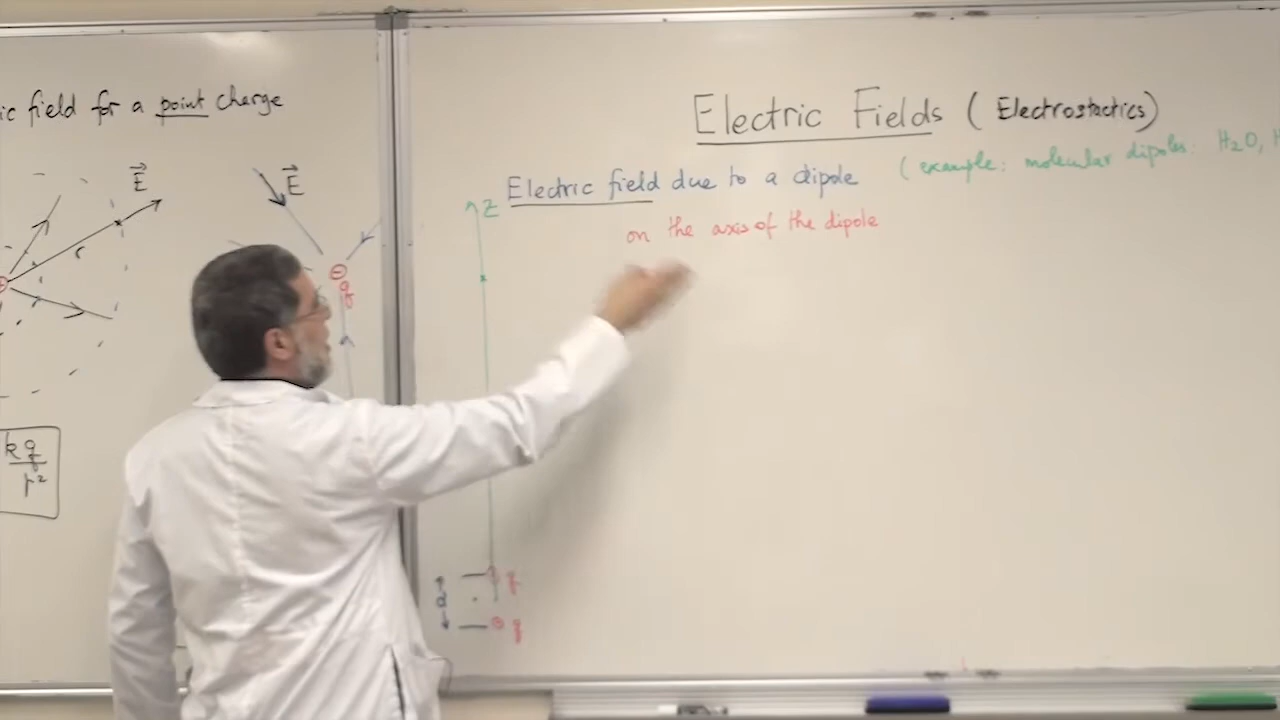 ic field for a point charge
E
r
kq
r²
E
q
Electric Fields (Electrostactics)
Electric field due to a dipole (example: molecular dipoles: H₂O, H
on the axis of the dipole
z
d
q
q